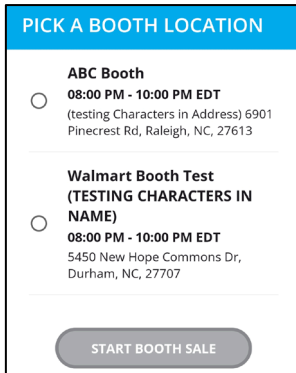 PICK A BOOTH LOCATION
ABC Booth
08:00 PM - 10:00 PM EDT
(testing Characters in Address) 6901
Pinecrest Rd, Raleigh, NC, 27613
Walmart Booth Test
(TESTING CHARACTERS IN
NAME)
08:00 PM - 10:00 PM EDT
5450 New Hope Commons Dr,
Durham, NC, 27707
START BOOTH SALE